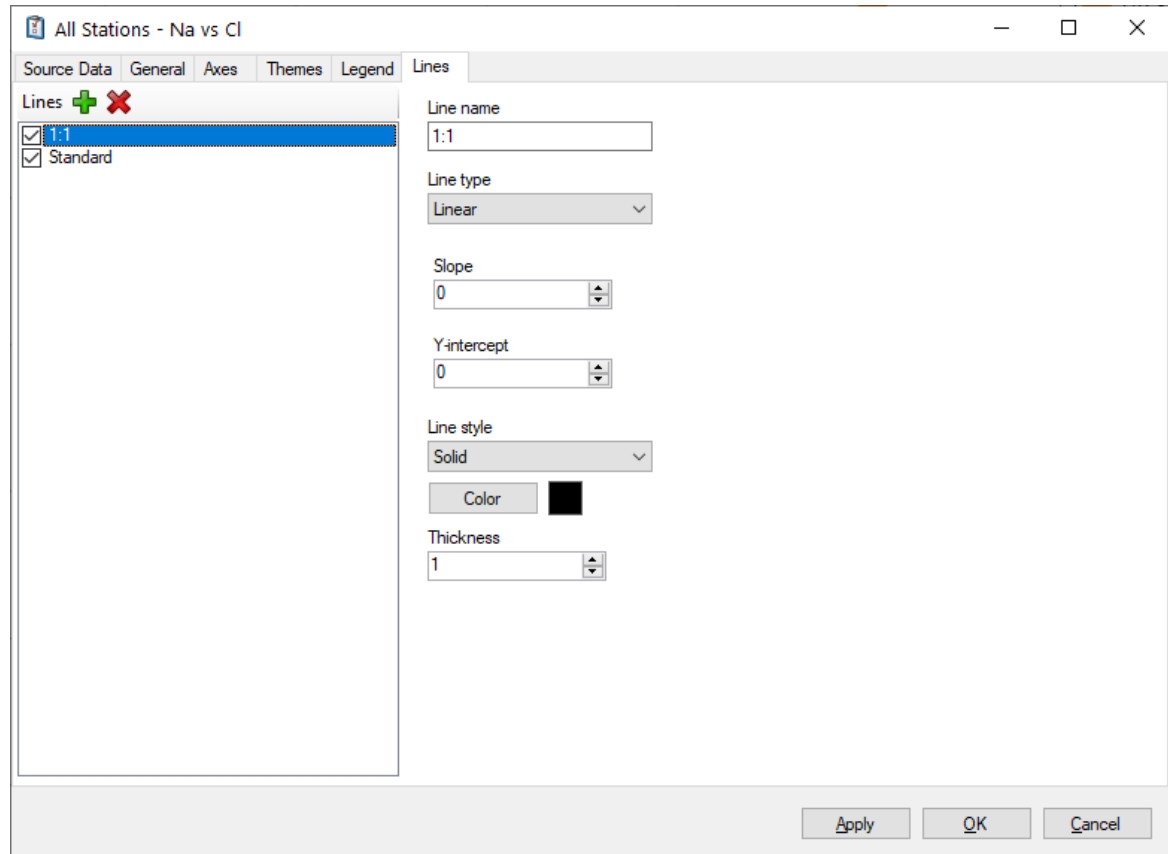 All Stations - Na vs Cl
Source Data General Axes Themes Legend Lines
Lines
1:1
Standard
Line name
1:1
Line type
Linear
Slope
0
Y-intercept
0
Line style
Solid
Color
Thickness
1
Apply OK Cancel